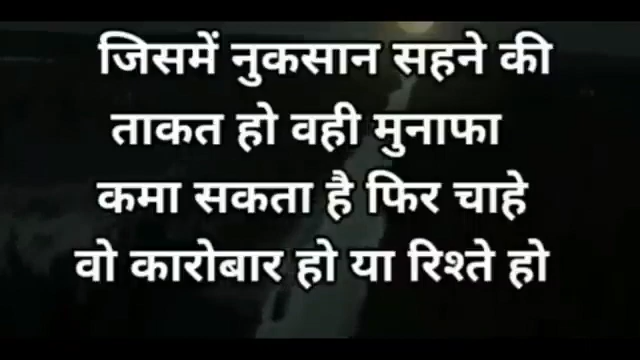 जिसमें नुकसान सहने की
ताकत हो वही मुनाफा
कमा सकता है फिर चाहे
वो कारोबार हो या रिश्ते हो